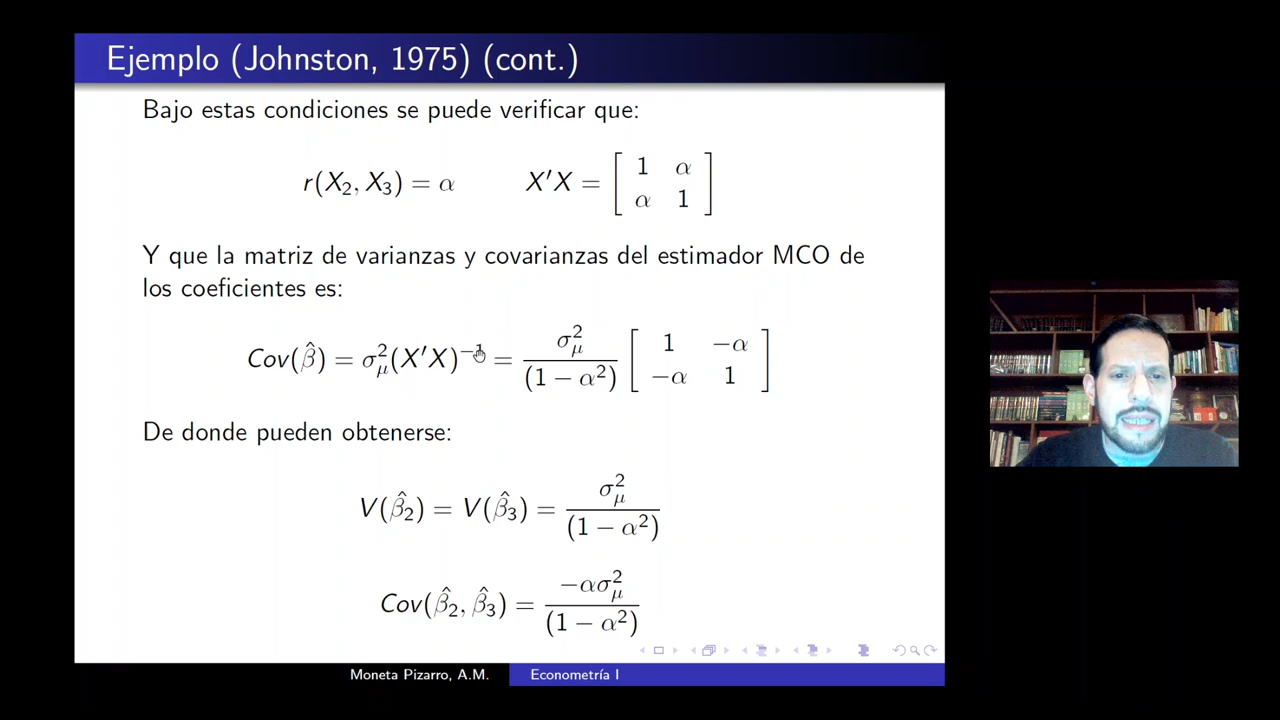 Ejemplo (Johnston, 1975) (cont.)
Bajo estas condiciones se puede verificar que:
r(X₂, X₃) = α X′X = [ 1 α ; α 1 ]
Y que la matriz de varianzas y covarianzas del estimador MCO de
los coeficientes es:
Cov(β̂) = σ²_μ(X′X)⁻¹ = σ²_μ / (1 − α²) [ 1 −α ; −α 1 ]
De donde pueden obtenerse:
V(β̂₂) = V(β̂₃) = σ²_μ / (1 − α²)
Cov(β̂₂, β̂₃) = −ασ²_μ / (1 − α²)
Moneta Pizarro, A.M. Econometría I